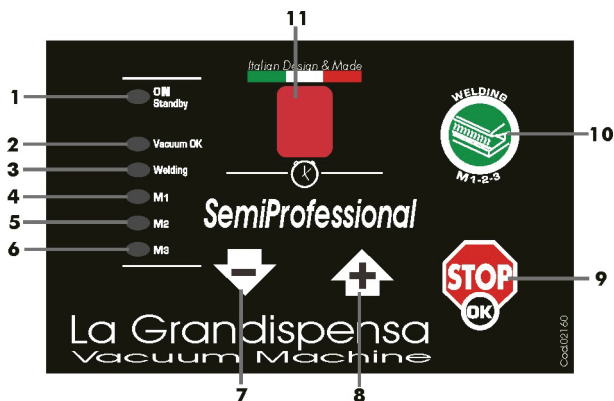 11
Italian Design & Made
1 ON
Standby
2 Vacuum OK
3 Welding
4 M1
5 M2
6 M3
WELDING
M1-2-3
10
SemiProfessional
- +
STOP
OK
9
La Grandispensa
Vacuum Machine
Cod.02160
7 8